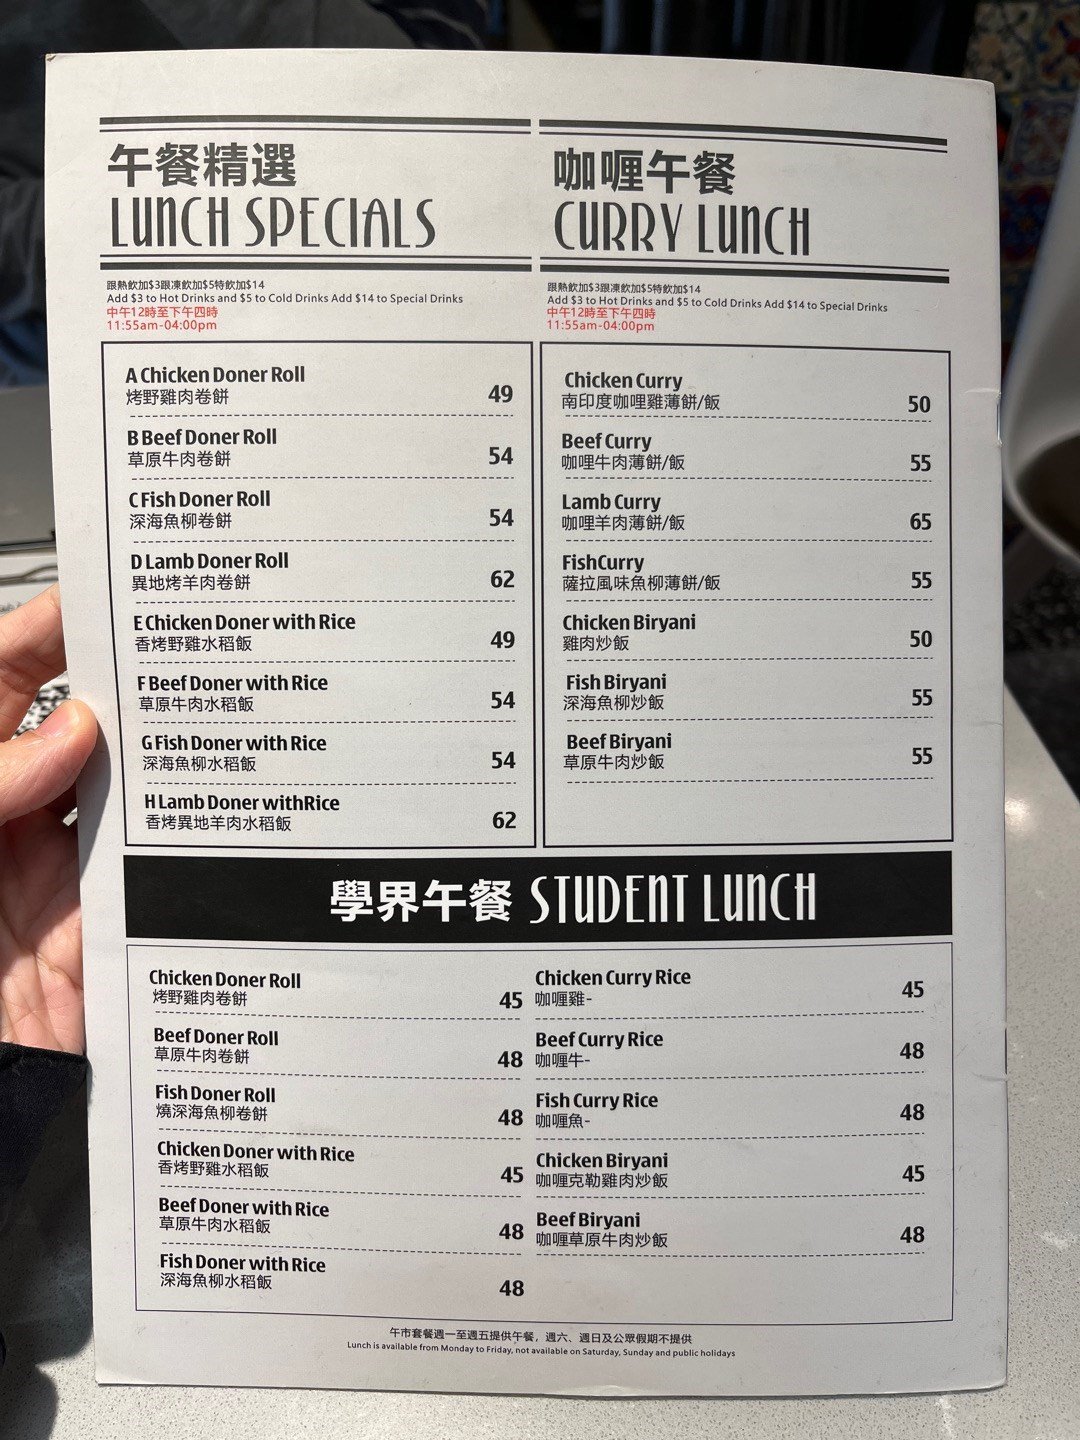 午餐精選
LUNCH SPECIALS
跟熱飲加$3跟凍飲加$5特飲加$14
Add $3 to Hot Drinks and $5 to Cold Drinks Add $14 to Special Drinks
中午12時至下午四時
11:55am-04:00pm
A Chicken Doner Roll
烤野雞肉卷餅
49
B Beef Doner Roll
草原牛肉卷餅
54
C Fish Doner Roll
深海魚柳卷餅
54
D Lamb Doner Roll
異地烤羊肉卷餅
62
E Chicken Doner with Rice
香烤野雞水稻飯
49
F Beef Doner with Rice
草原牛肉水稻飯
54
G Fish Doner with Rice
深海魚柳水稻飯
54
H Lamb Doner withRice
香烤異地羊肉水稻飯
62
咖喱午餐
CURRY LUNCH
跟熱飲加$3跟凍飲加$5特飲加$14
Add $3 to Hot Drinks and $5 to Cold Drinks Add $14 to Special Drinks
中午12時至下午四時
11:55am-04:00pm
Chicken Curry
南印度咖哩雞薄餅/飯
50
Beef Curry
咖哩牛肉薄餅/飯
55
Lamb Curry
咖哩羊肉薄餅/飯
65
FishCurry
薩拉風味魚柳薄餅/飯
55
Chicken Biryani
雞肉炒飯
50
Fish Biryani
深海魚柳炒飯
55
Beef Biryani
草原牛肉炒飯
55
學界午餐 STUDENT LUNCH
Chicken Doner Roll
烤野雞肉卷餅
45
Beef Doner Roll
草原牛肉卷餅
48
Fish Doner Roll
燒深海魚柳卷餅
48
Chicken Doner with Rice
香烤野雞水稻飯
45
Beef Doner with Rice
草原牛肉水稻飯
48
Fish Doner with Rice
深海魚柳水稻飯
48
Chicken Curry Rice
咖喱雞-
45
Beef Curry Rice
咖喱牛-
48
Fish Curry Rice
咖喱魚-
48
Chicken Biryani
咖喱克勒雞肉炒飯
45
Beef Biryani
咖喱草原牛肉炒飯
48
午市套餐週一至週五提供午餐，週六、週日及公眾假期不提供
Lunch is available from Monday to Friday, not available on Saturday, Sunday and public holidays